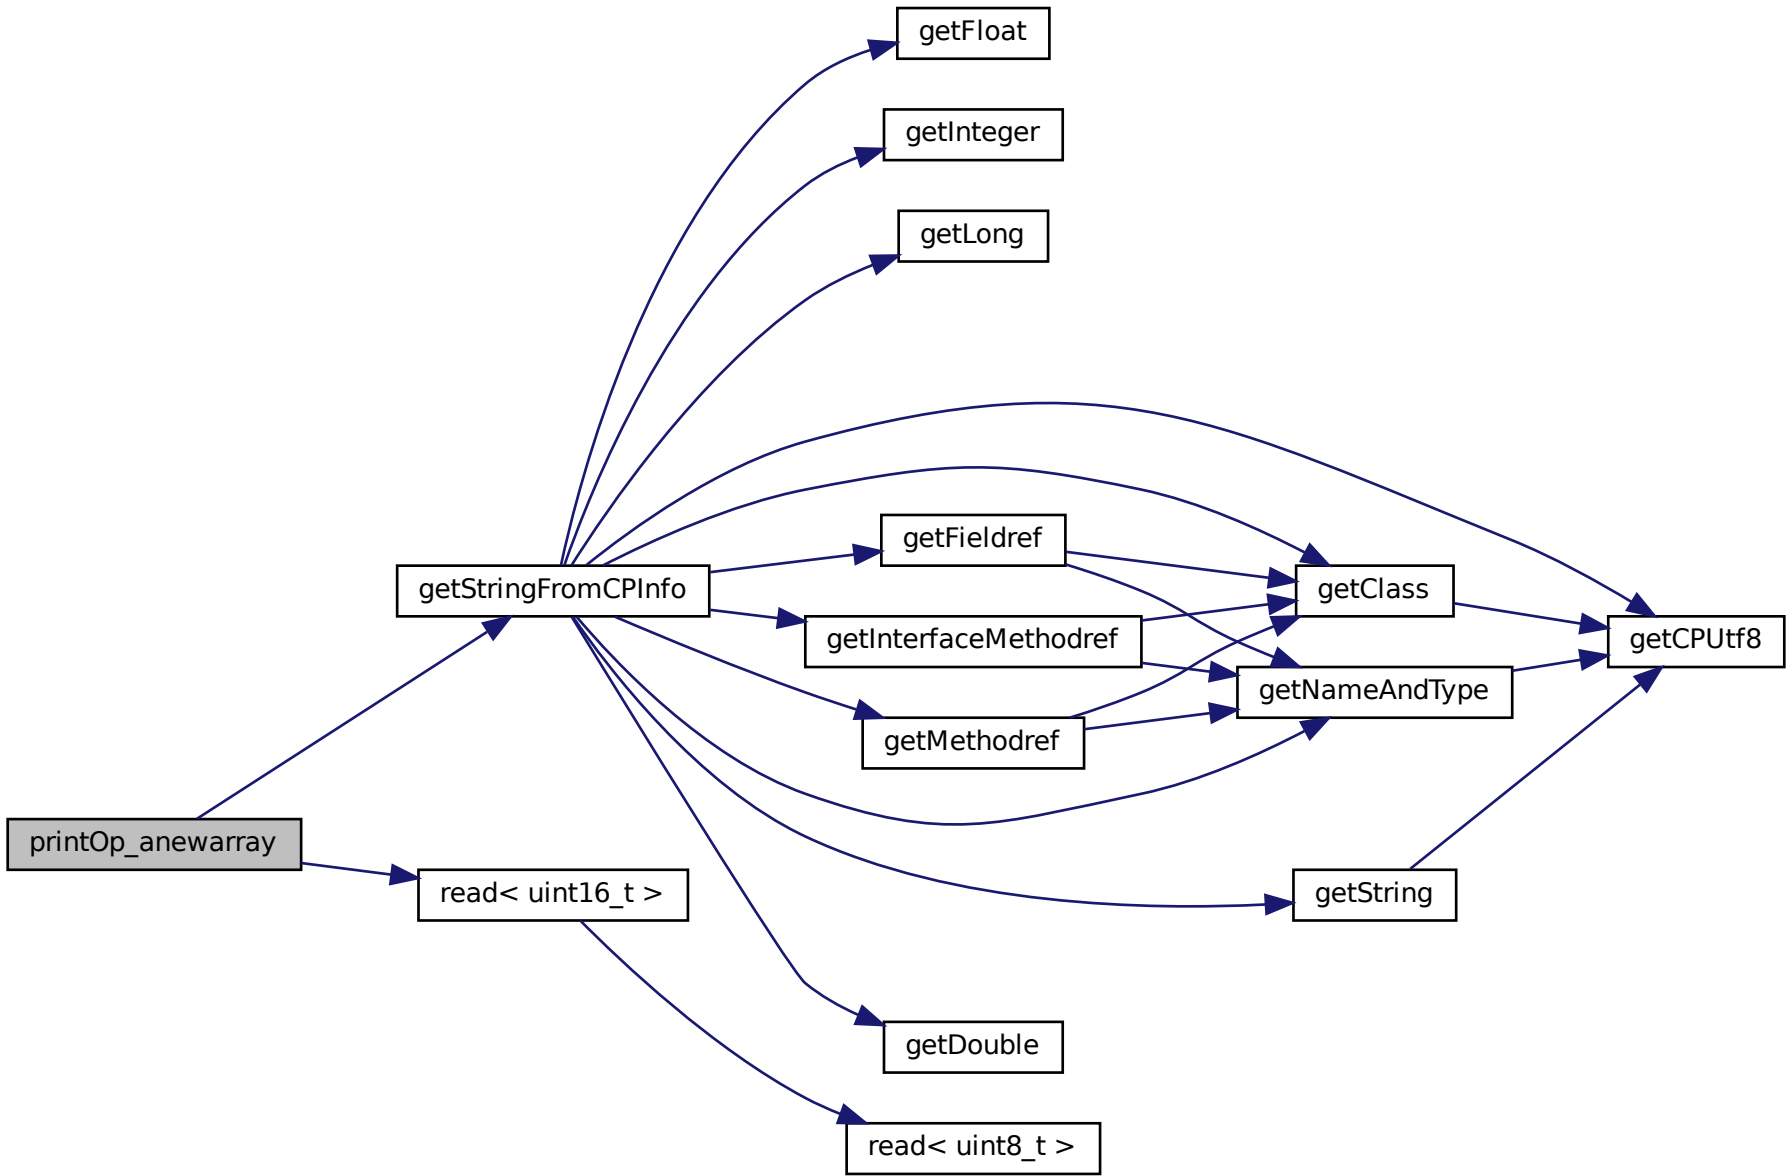 getFloat
getInteger
getLong
getFieldref
getStringFromCPInfo
getClass
getInterfaceMethodref
getCPUtf8
getNameAndType
getMethodref
printOp_anewarray
read< uint16_t >
getString
getDouble
read< uint8_t >